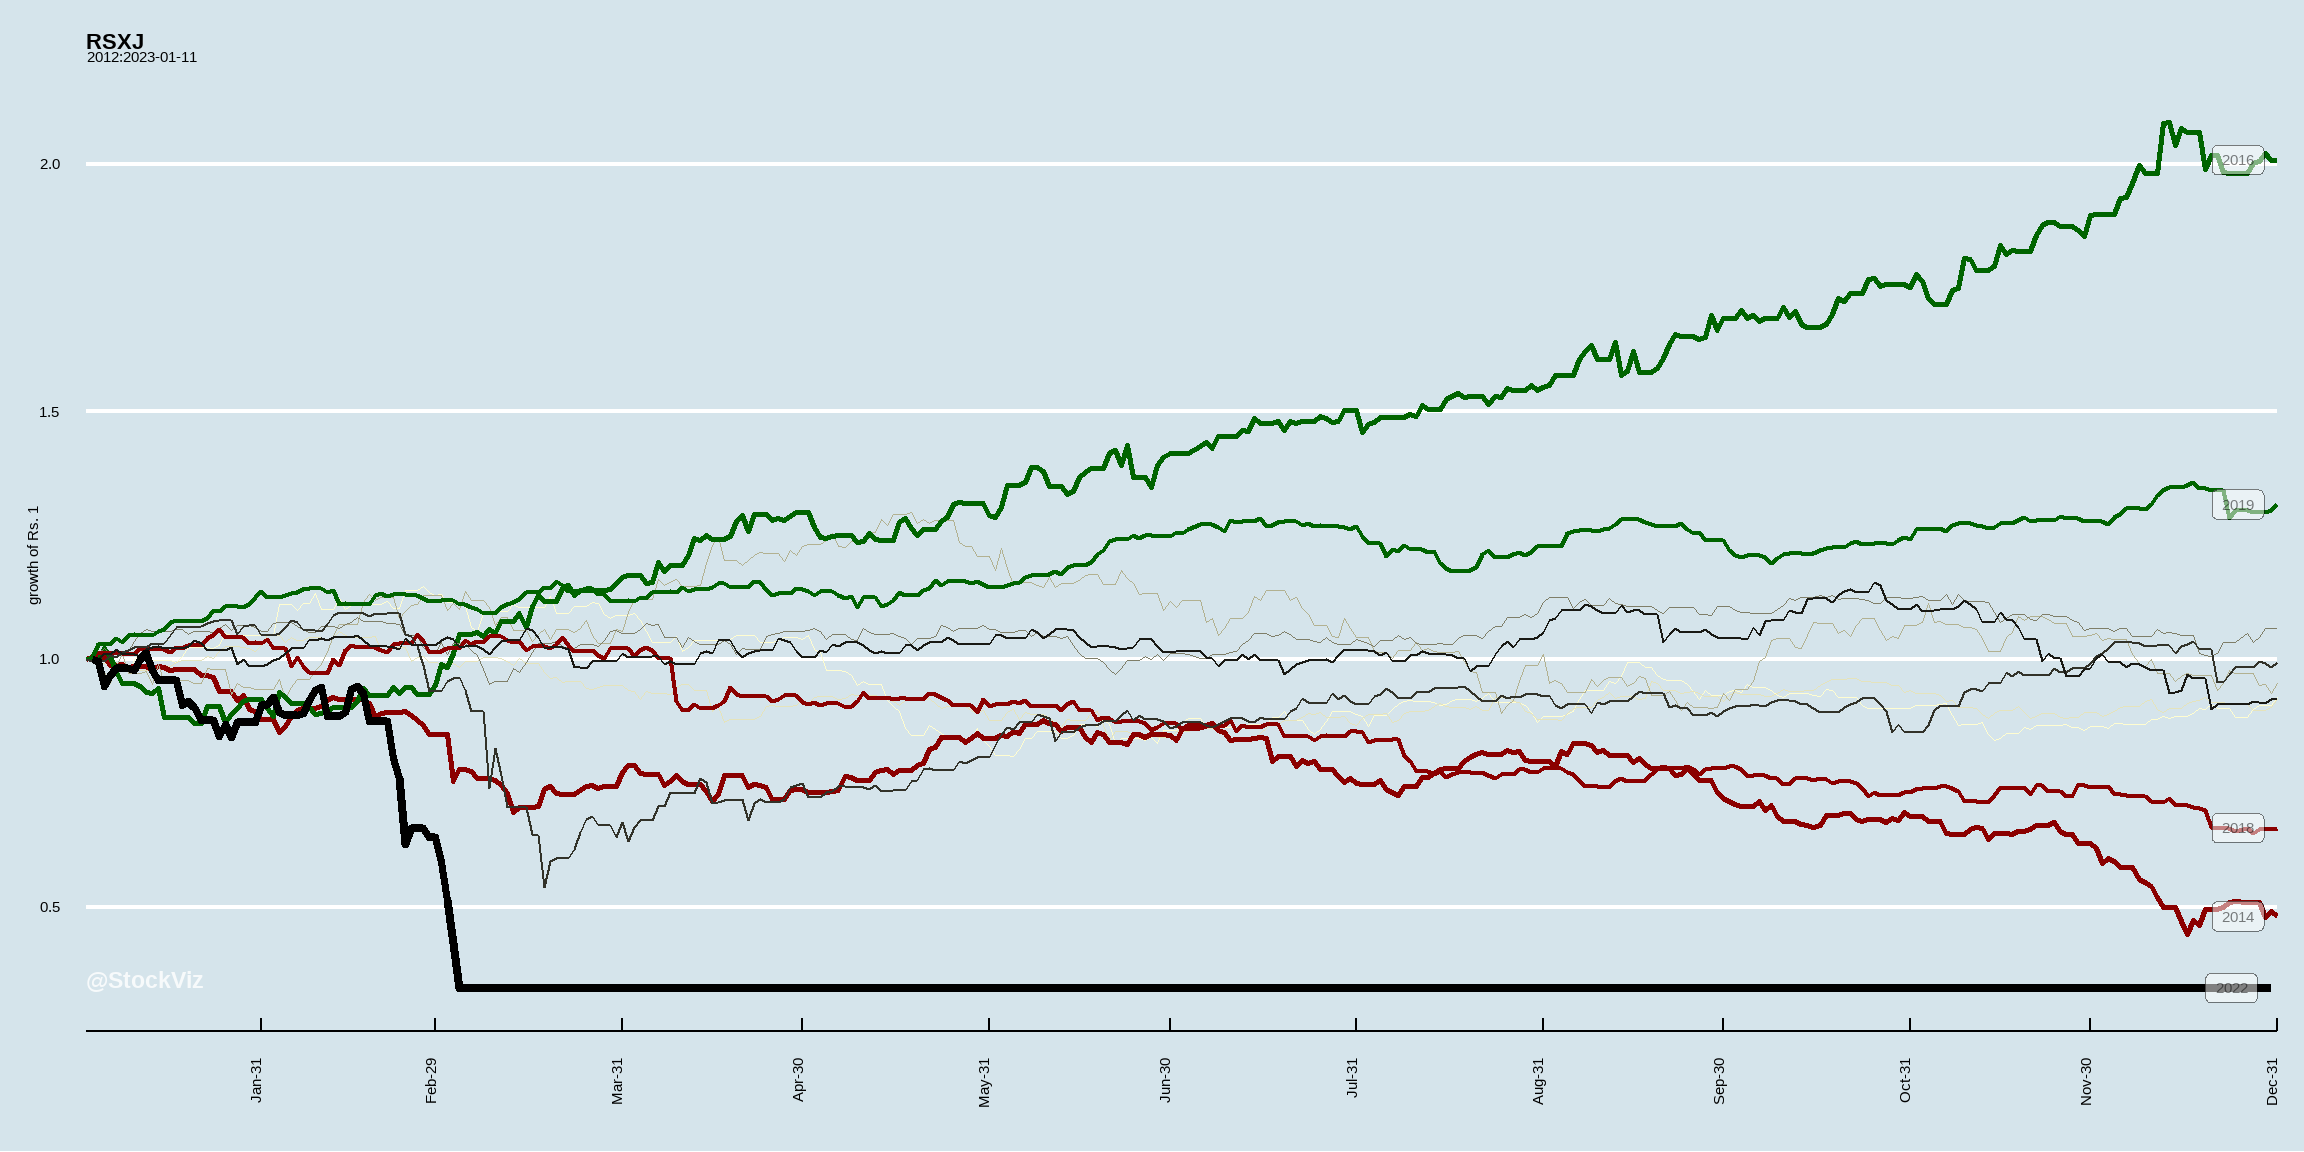 RSXJ
2012:2023-01-11
2.0
1.5
1.0
0.5
growth of Rs. 1
2016
2019
2018
2014
2022
@StockViz
Jan-31
Feb-29
Mar-31
Apr-30
May-31
Jun-30
Jul-31
Aug-31
Sep-30
Oct-31
Nov-30
Dec-31